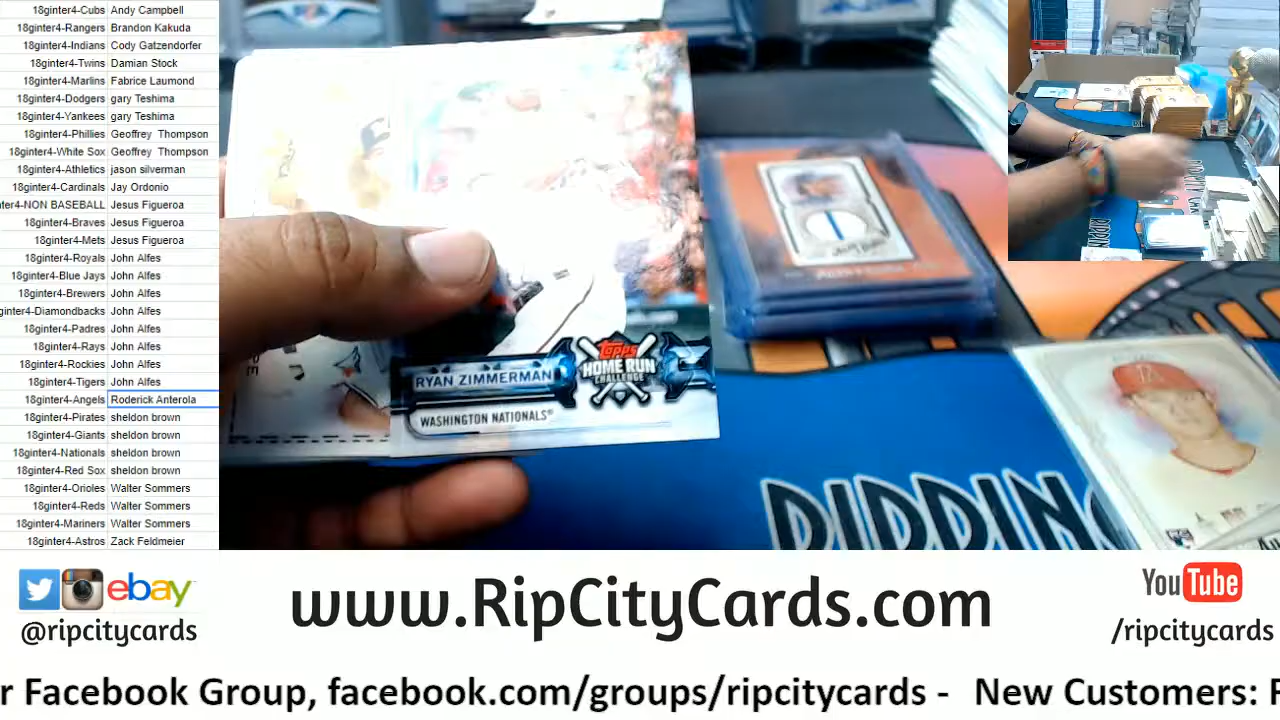 18ginter4-Cubs Andy Campbell
18ginter4-Rangers Brandon Kakuda
18ginter4-Indians Cody Gatzendorfer
18ginter4-Twins Damian Stock
18ginter4-Marlins Fabrice Laumond
18ginter4-Dodgers gary Teshima
18ginter4-Yankees gary Teshima
18ginter4-Phillies Geoffrey Thompson
18ginter4-White Sox Geoffrey Thompson
18ginter4-Athletics jason silverman
18ginter4-Cardinals Jay Ordonio
ter4-NON BASEBALL Jesus Figueroa
18ginter4-Braves Jesus Figueroa
18ginter4-Mets Jesus Figueroa
18ginter4-Royals John Alfes
18ginter4-Blue Jays John Alfes
18ginter4-Brewers John Alfes
ginter4-Diamondbacks John Alfes
18ginter4-Padres John Alfes
18ginter4-Rays John Alfes
18ginter4-Rockies John Alfes
18ginter4-Tigers John Alfes
18ginter4-Angels Roderick Anterola
18ginter4-Pirates sheldon brown
18ginter4-Giants sheldon brown
18ginter4-Nationals sheldon brown
18ginter4-Red Sox sheldon brown
18ginter4-Orioles Walter Sommers
18ginter4-Reds Walter Sommers
18ginter4-Mariners Walter Sommers
18ginter4-Astros Zack Feldmeier
Topps
HOME RUN
CHALLENGE
RYAN ZIMMERMAN
WASHINGTON NATIONALS®
RIPPING
ebay
@ripcitycards
www.RipCityCards.com
YouTube
/ripcitycards
r Facebook Group, facebook.com/groups/ripcitycards - New Customers: F